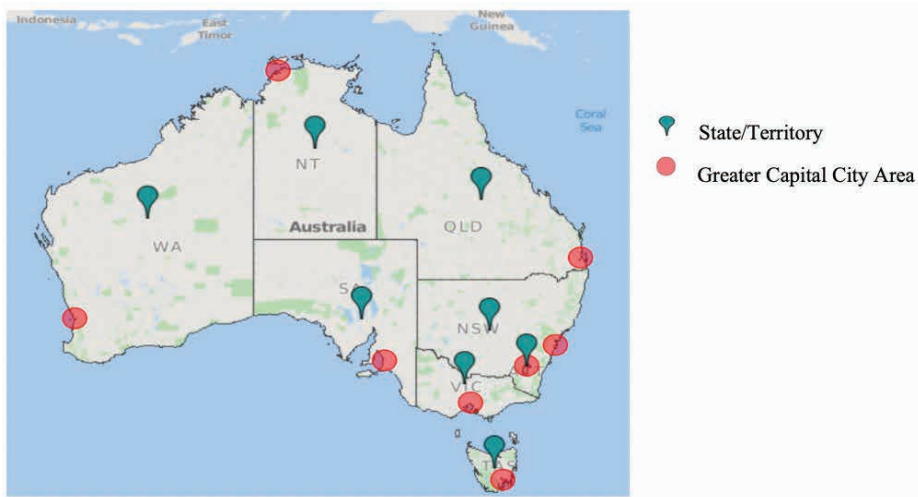 Indonesia
East
Timor
New
Guinea
Coral
Sea
NT
WA
Australia
QLD
SA
NSW
VIC
TAS
State/Territory
Greater Capital City Area